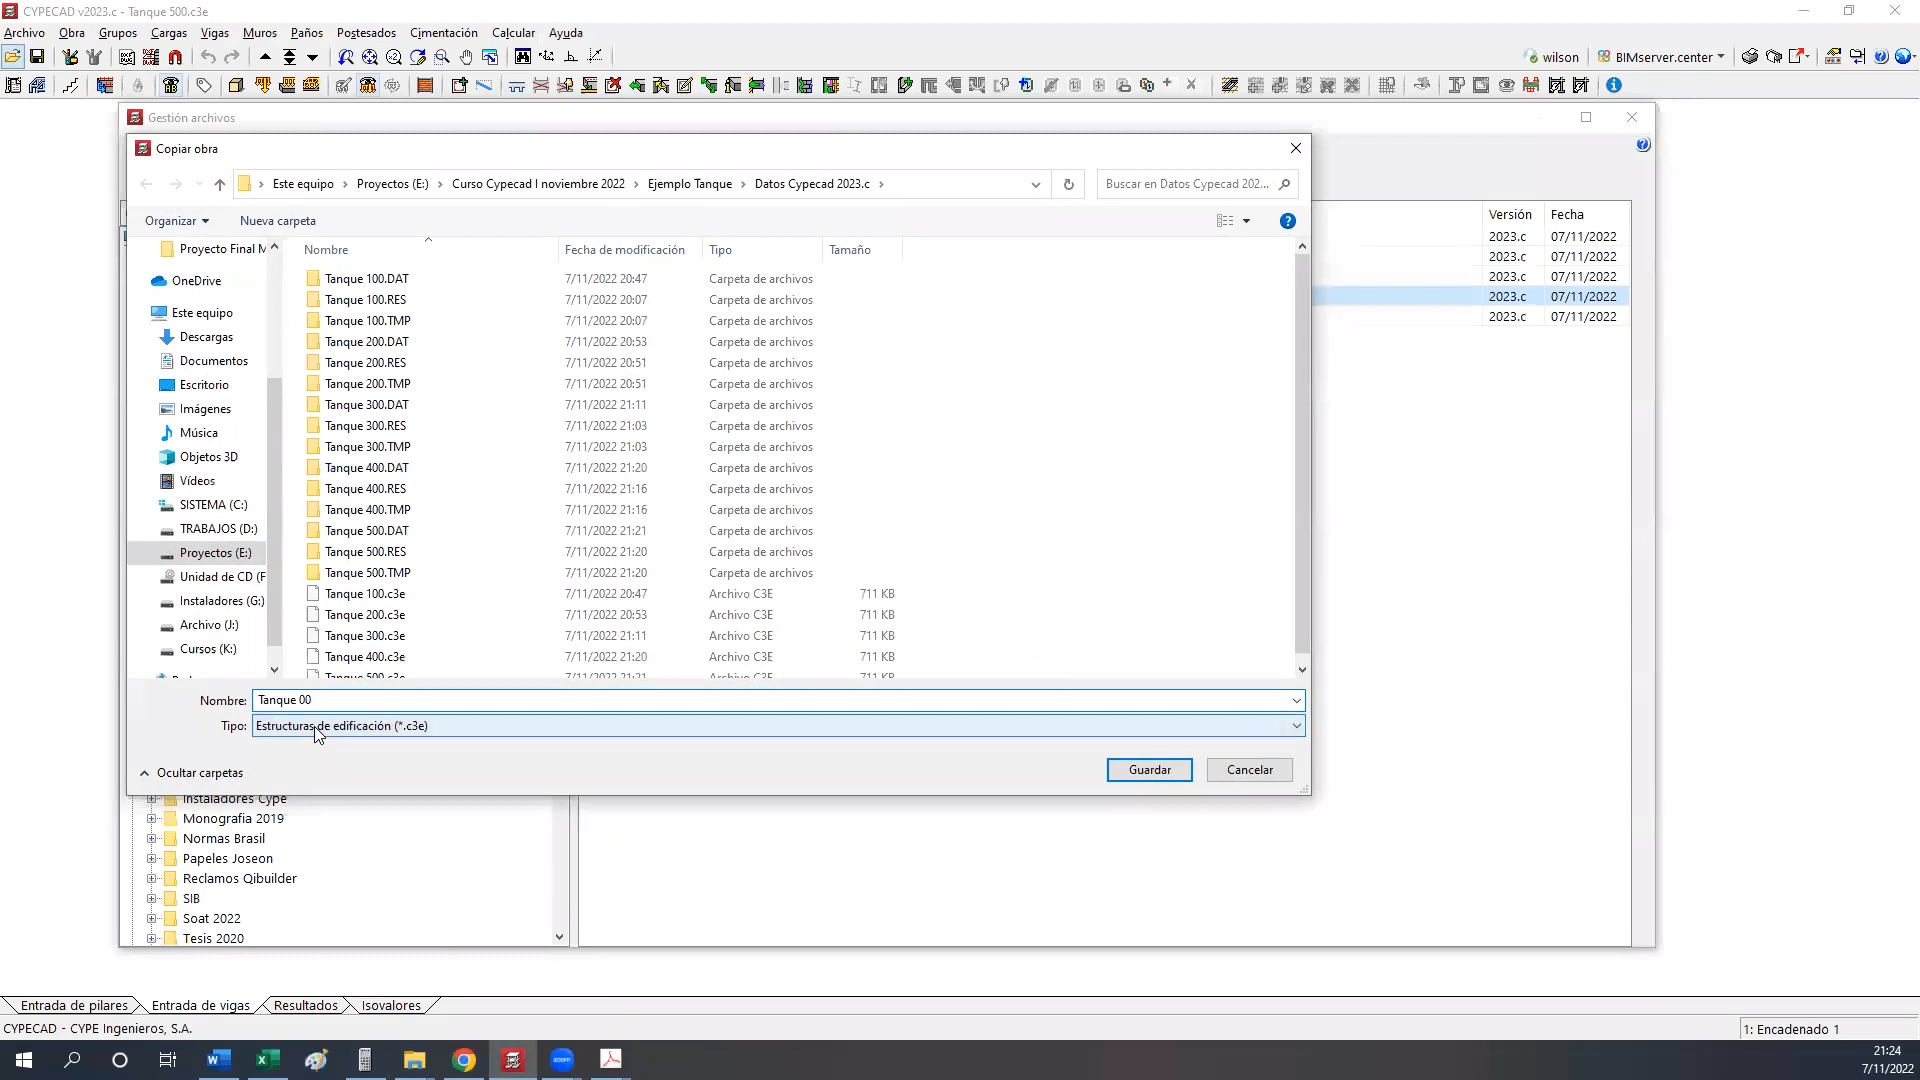 CYPECAD v2023.c - Tanque 500.c3e
Archivo Obra Grupos Cargas Vigas Muros Paños Postesados Cimentación Calcular Ayuda
wilson BIMserver.center
Gestión archivos
Copiar obra
Este equipo Proyectos (E:) Curso Cypecad I noviembre 2022 Ejemplo Tanque Datos Cypecad 2023.c
Buscar en Datos Cypecad 202...
Organizar Nueva carpeta
Versión Fecha
2023.c 07/11/2022
2023.c 07/11/2022
2023.c 07/11/2022
2023.c 07/11/2022
2023.c 07/11/2022
Proyecto Final M
OneDrive
Este equipo
Descargas
Documentos
Escritorio
Imágenes
Música
Objetos 3D
Vídeos
SISTEMA (C:)
TRABAJOS (D:)
Proyectos (E:)
Unidad de CD (F
Instaladores (G:)
Archivo (J:)
Cursos (K:)
Nombre Fecha de modificación Tipo Tamaño
Tanque 100.DAT 7/11/2022 20:47 Carpeta de archivos
Tanque 100.RES 7/11/2022 20:07 Carpeta de archivos
Tanque 100.TMP 7/11/2022 20:07 Carpeta de archivos
Tanque 200.DAT 7/11/2022 20:53 Carpeta de archivos
Tanque 200.RES 7/11/2022 20:51 Carpeta de archivos
Tanque 200.TMP 7/11/2022 20:51 Carpeta de archivos
Tanque 300.DAT 7/11/2022 21:11 Carpeta de archivos
Tanque 300.RES 7/11/2022 21:03 Carpeta de archivos
Tanque 300.TMP 7/11/2022 21:03 Carpeta de archivos
Tanque 400.DAT 7/11/2022 21:20 Carpeta de archivos
Tanque 400.RES 7/11/2022 21:16 Carpeta de archivos
Tanque 400.TMP 7/11/2022 21:16 Carpeta de archivos
Tanque 500.DAT 7/11/2022 21:21 Carpeta de archivos
Tanque 500.RES 7/11/2022 21:20 Carpeta de archivos
Tanque 500.TMP 7/11/2022 21:20 Carpeta de archivos
Tanque 100.c3e 7/11/2022 20:47 Archivo C3E 711 KB
Tanque 200.c3e 7/11/2022 20:53 Archivo C3E 711 KB
Tanque 300.c3e 7/11/2022 21:11 Archivo C3E 711 KB
Tanque 400.c3e 7/11/2022 21:20 Archivo C3E 711 KB
Tanque 500.c3e 7/11/2022 21:21 Archivo C3E 711 KB
Nombre: Tanque 00
Tipo: Estructuras de edificación (*.c3e)
Ocultar carpetas
Guardar Cancelar
Instaladores Cype
Monografia 2019
Normas Brasil
Papeles Joseon
Reclamos Qibuilder
SIB
Soat 2022
Tesis 2020
Entrada de pilares Entrada de vigas Resultados Isovalores
CYPECAD - CYPE Ingenieros, S.A.
1: Encadenado 1
zoom
21:24
7/11/2022